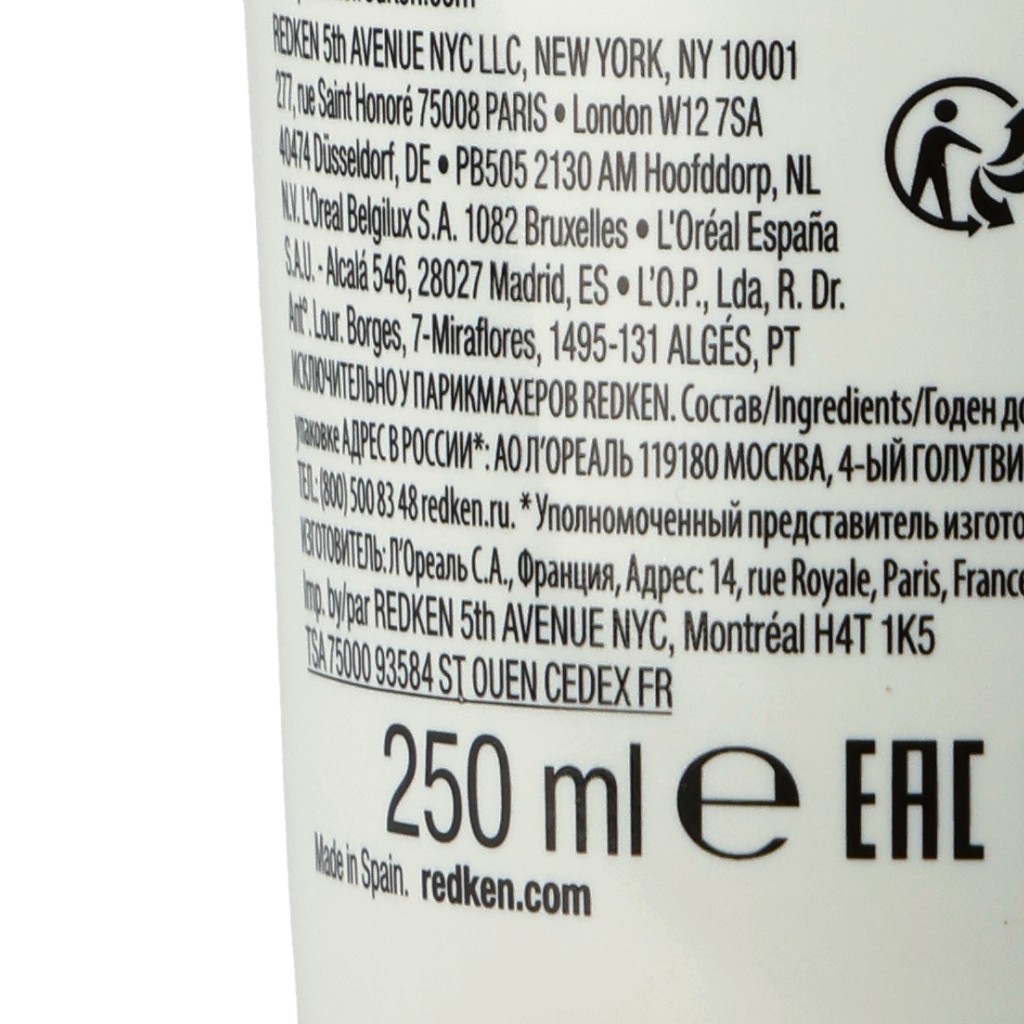 redken.com
REDKEN 5th AVENUE NYC LLC, NEW YORK, NY 10001
277, rue Saint Honoré 75008 PARIS • London W12 7SA
40474 Düsseldorf, DE • PB505 2130 AM Hoofddorp, NL
N.V. L'Oreal Belgilux S.A. 1082 Bruxelles • L'Oréal España
S.A.U. - Alcalá 546, 28027 Madrid, ES • L'O.P., Lda, R. Dr.
Antº. Lour. Borges, 7-Miraflores, 1495-131 ALGÉS, PT
ИСКЛЮЧИТЕЛЬНО У ПАРИКМАХЕРОВ REDKEN. Состав/Ingredients/Годен
упаковке АДРЕС В РОССИИ*: АО Л'ОРЕАЛЬ 119180 МОСКВА, 4-ЫЙ ГОЛУТВИ
ТЕЛ.: (800) 500 83 48 redken.ru. *Уполномоченный представитель изгото
ИЗГОТОВИТЕЛЬ: Л'Ореаль С.А., Франция, Адрес: 14, rue Royale, Paris, France
Imp. by/par REDKEN 5th AVENUE NYC, Montréal H4T 1K5
TSA 75000 93584 ST OUEN CEDEX FR
250 ml e EAC
Made in Spain. redken.com